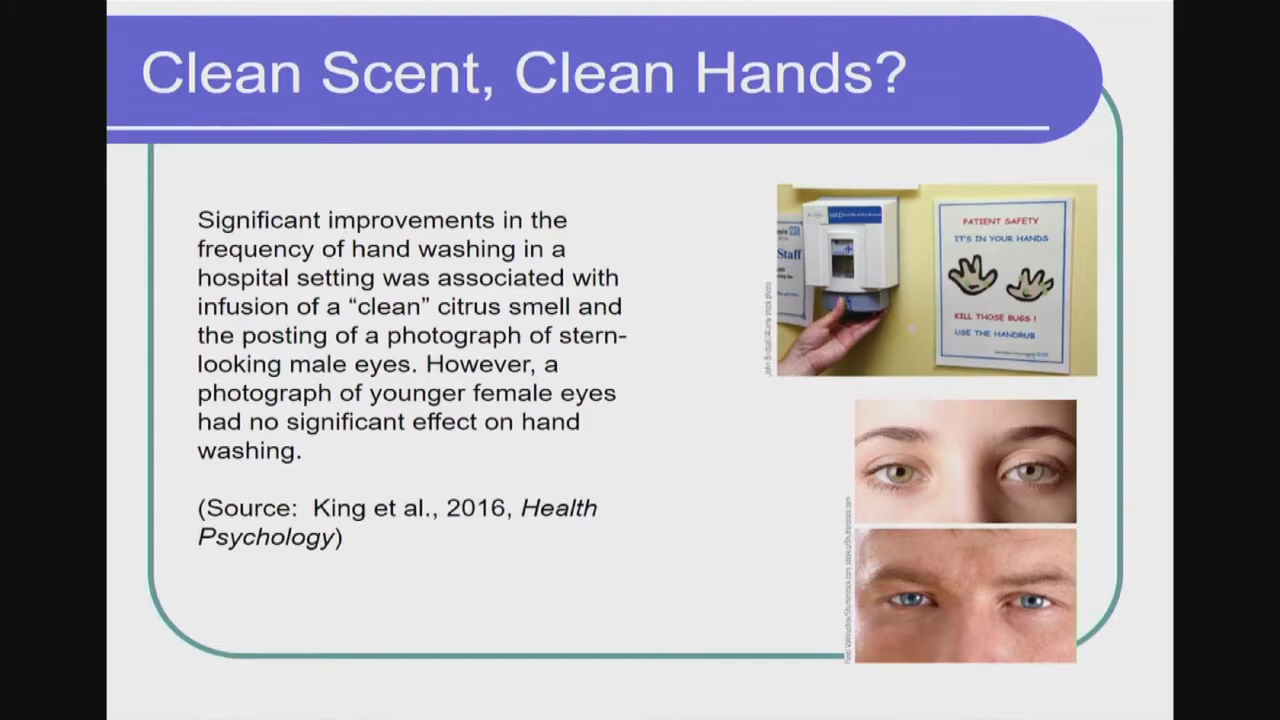 Clean Scent, Clean Hands?
Significant improvements in the
frequency of hand washing in a
hospital setting was associated with
infusion of a “clean” citrus smell and
the posting of a photograph of stern-
looking male eyes. However, a
photograph of younger female eyes
had no significant effect on hand
washing.
(Source:  King et al., 2016, Health
Psychology)
Staff
PATIENT SAFETY
IT'S IN YOUR HANDS
KILL THOSE BUGS !
USE THE HANDRUB